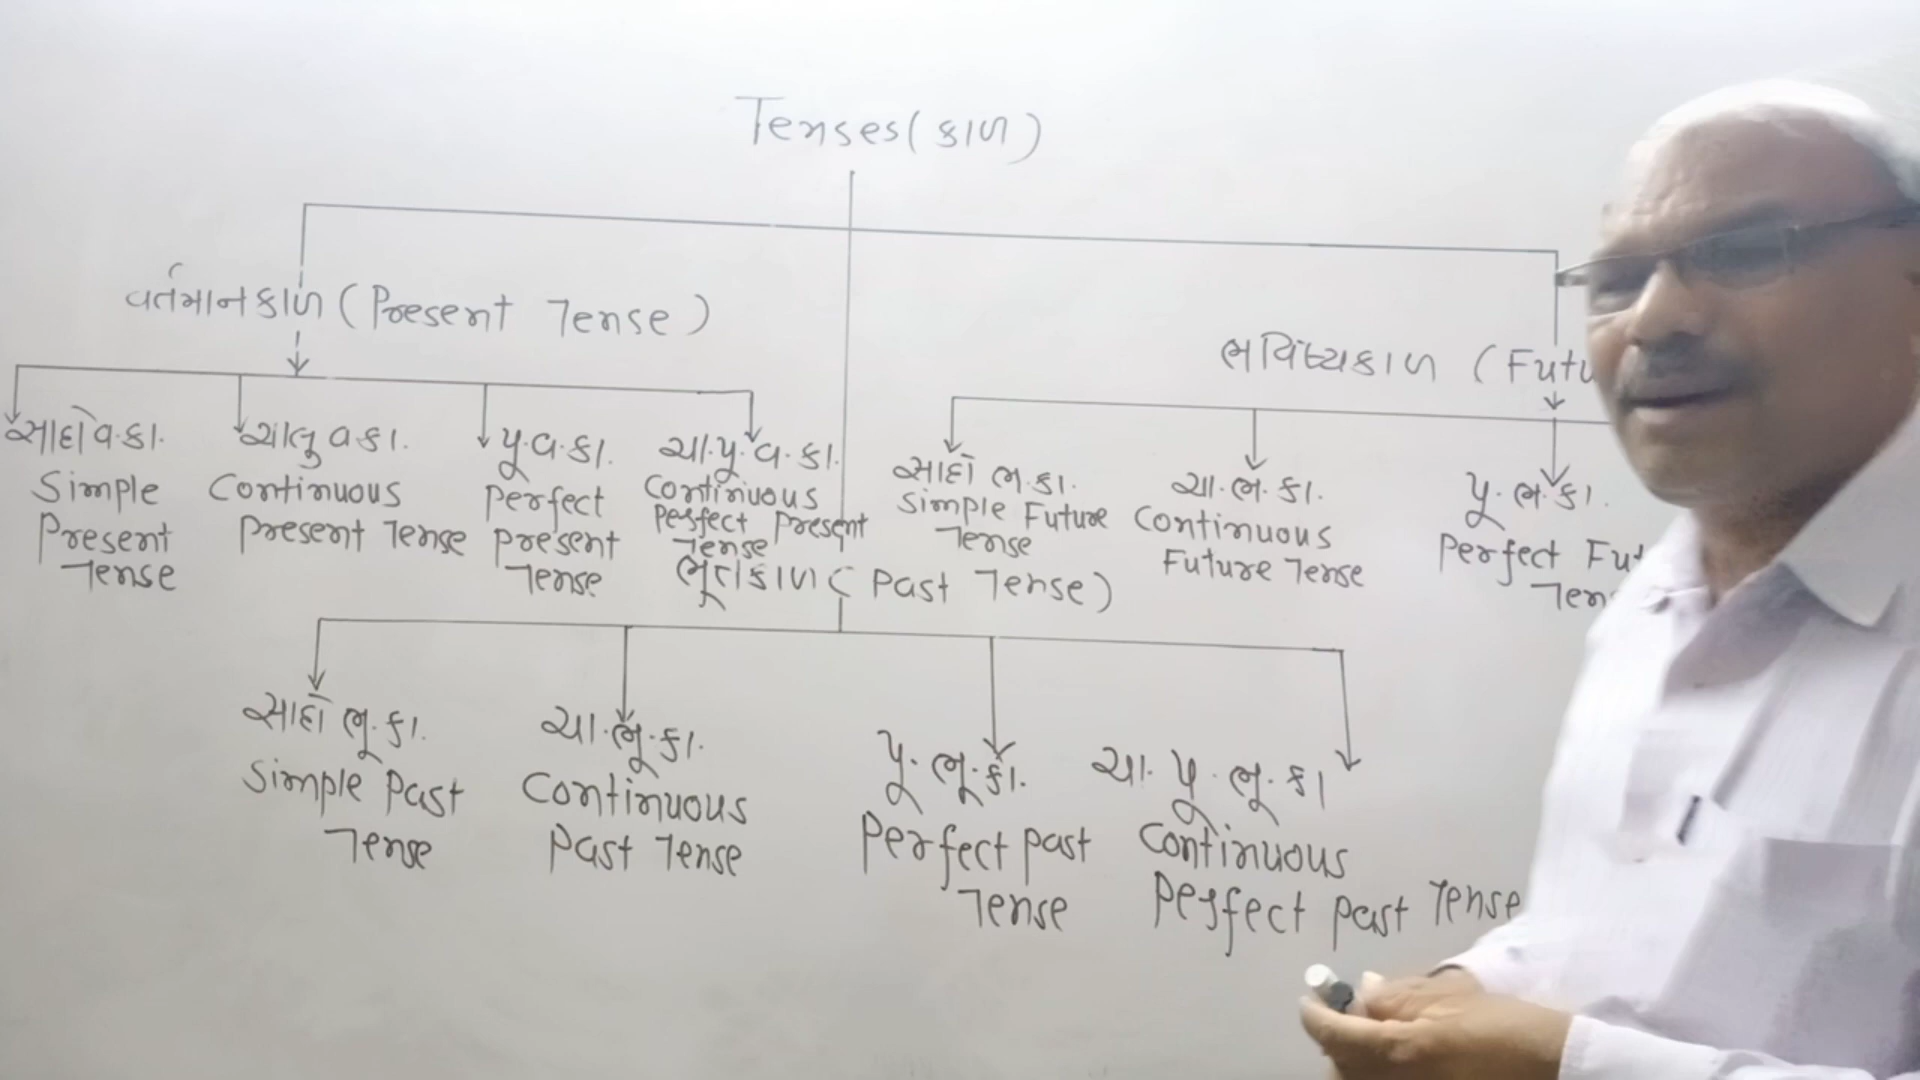 Tenses (કાળ)
વર્તમાનકાળ (Present Tense)
ભવિષ્યકાળ (Futu
સાદો વ.કા.
Simple
Present
Tense
ચાલુ વ.કા.
Continuous
Present Tense
પૂ.વ.કા.
Perfect
Present
Tense
ચા.પૂ.વ.કા.
Continuous
Perfect Present
Tense
સાદો ભ.કા.
Simple Future
Tense
ચા.ભ.કા.
Continuous
Future Tense
પૂ.ભ.કા.
Perfect Fut
Ten
ભૂતકાળ (Past Tense)
સાદો ભૂ.કા.
Simple Past
Tense
ચા.ભૂ.કા.
Continuous
Past Tense
પૂ.ભૂ.કા.
Perfect Past
Tense
ચા.પૂ.ભૂ.કા
Continuous
Perfect Past Tense